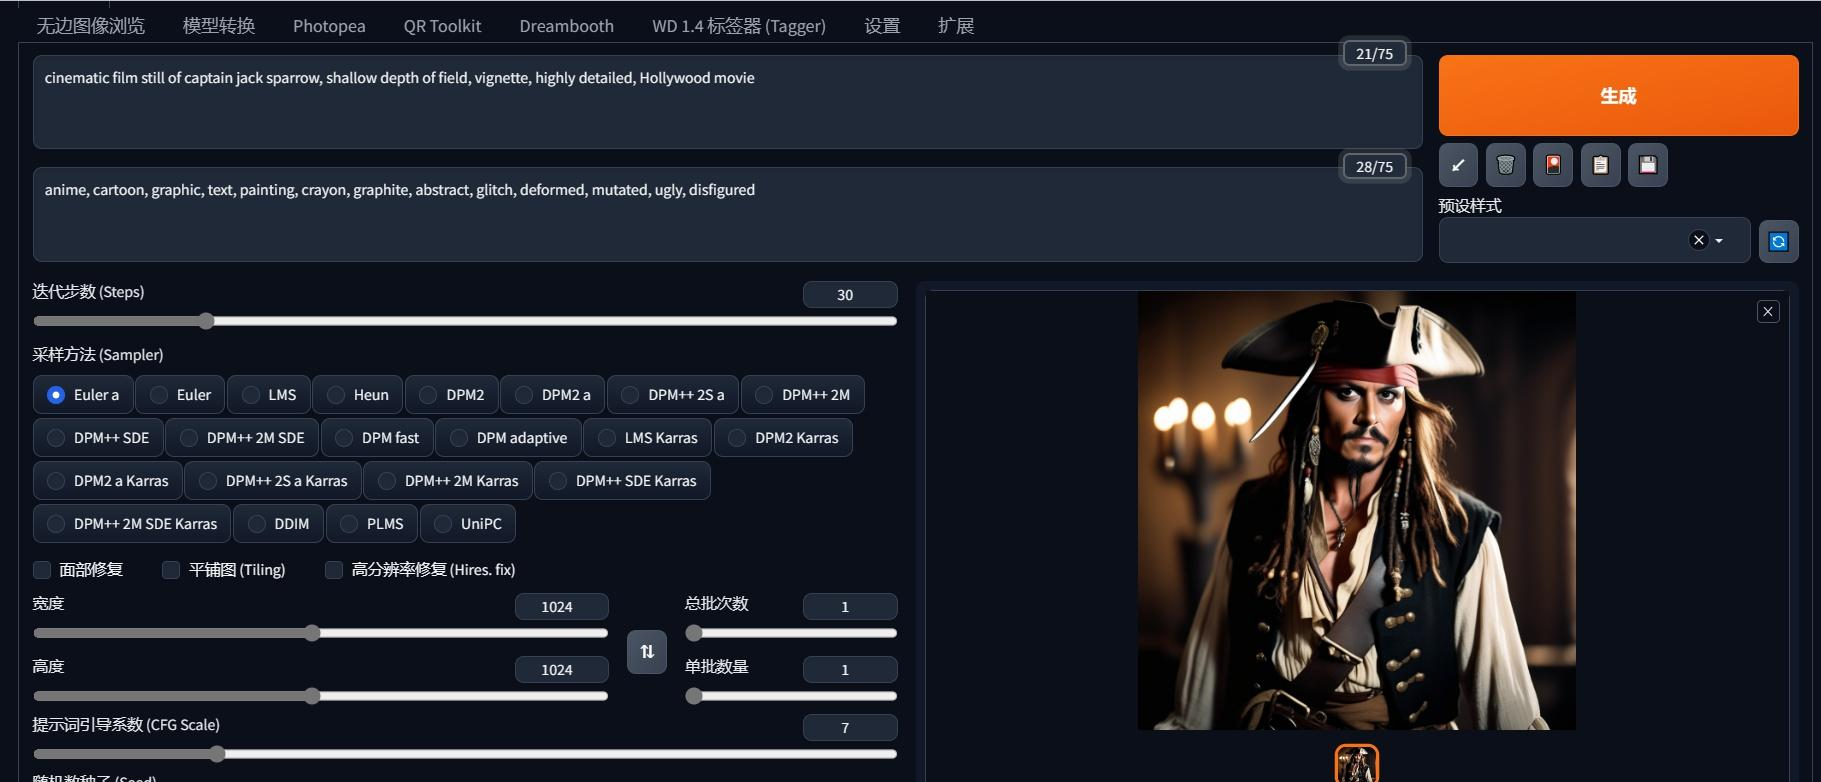 无边图像浏览 模型转换 Photopea QR Toolkit Dreambooth WD 1.4 标签器 (Tagger) 设置 扩展
21/75
cinematic film still of captain jack sparrow, shallow depth of field, vignette, highly detailed, Hollywood movie
生成
28/75
anime, cartoon, graphic, text, painting, crayon, graphite, abstract, glitch, deformed, mutated, ugly, disfigured
预设样式
迭代步数 (Steps) 30
采样方法 (Sampler)
Euler a Euler LMS Heun DPM2 DPM2 a DPM++ 2S a DPM++ 2M
DPM++ SDE DPM++ 2M SDE DPM fast DPM adaptive LMS Karras DPM2 Karras
DPM2 a Karras DPM++ 2S a Karras DPM++ 2M Karras DPM++ SDE Karras
DPM++ 2M SDE Karras DDIM PLMS UniPC
面部修复 平铺图 (Tiling) 高分辨率修复 (Hires. fix)
宽度 1024 总批次数 1
高度 1024 单批数量 1
提示词引导系数 (CFG Scale) 7
随机数种子 (Seed)